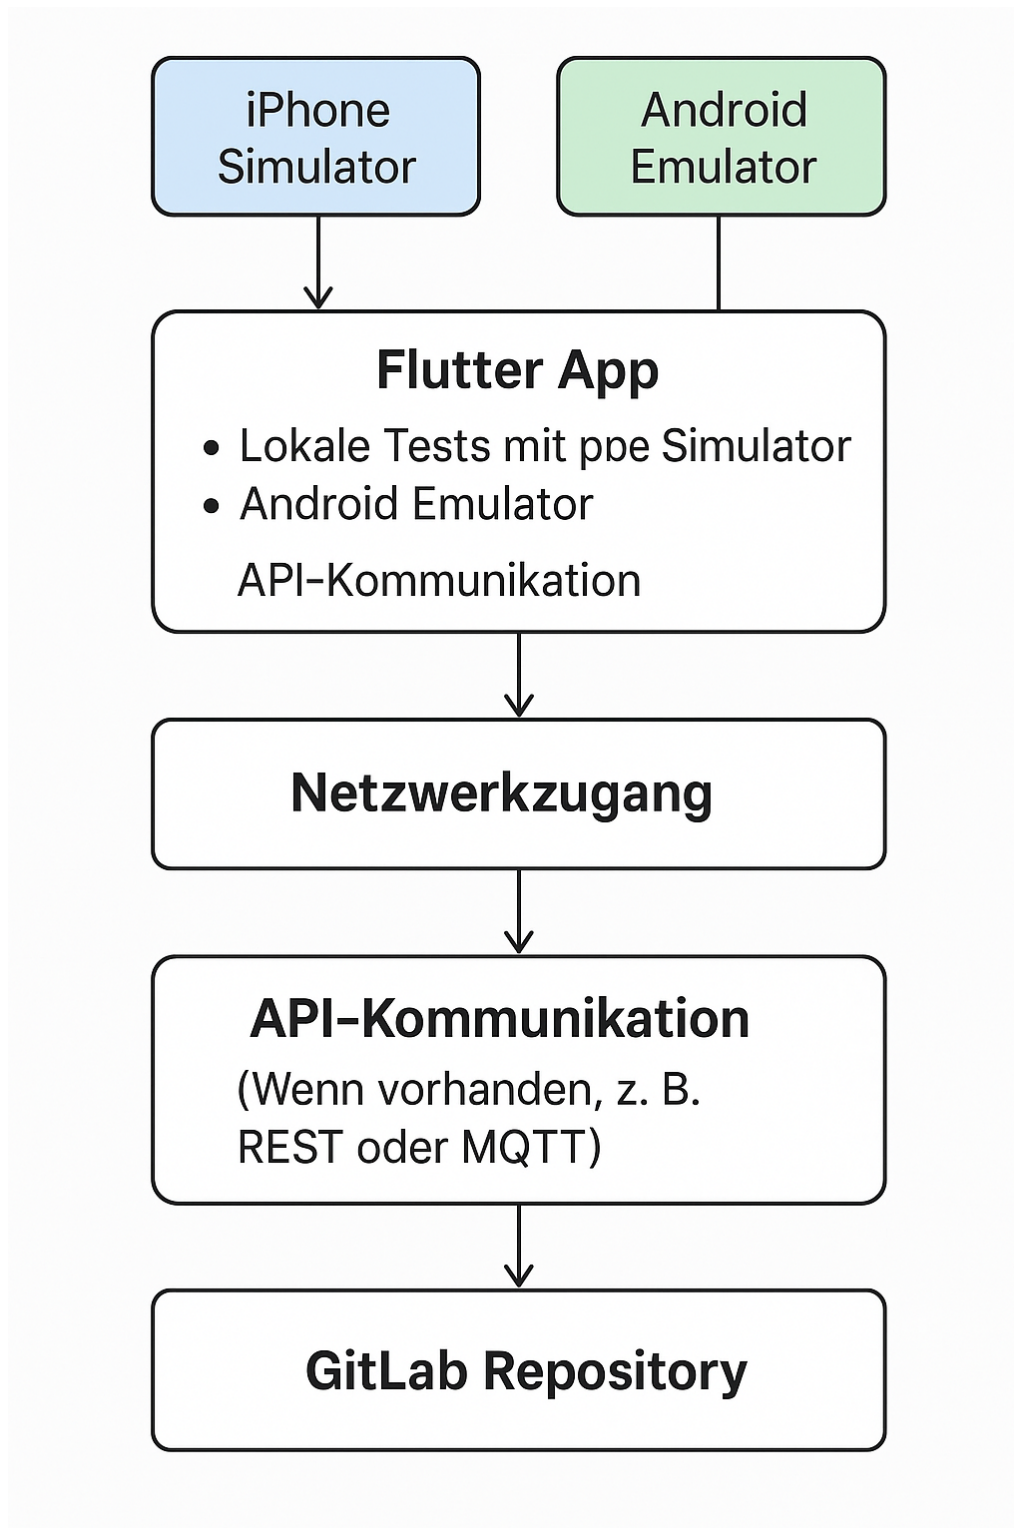 iPhone
Simulator
Android
Emulator
Flutter App
• Lokale Tests mit Simulator
• Android Emulator
API-Kommunikation
Netzwerkzugang
API-Kommunikation
(Wenn vorhanden, z. B.
REST oder MQTT)
GitLab Repository